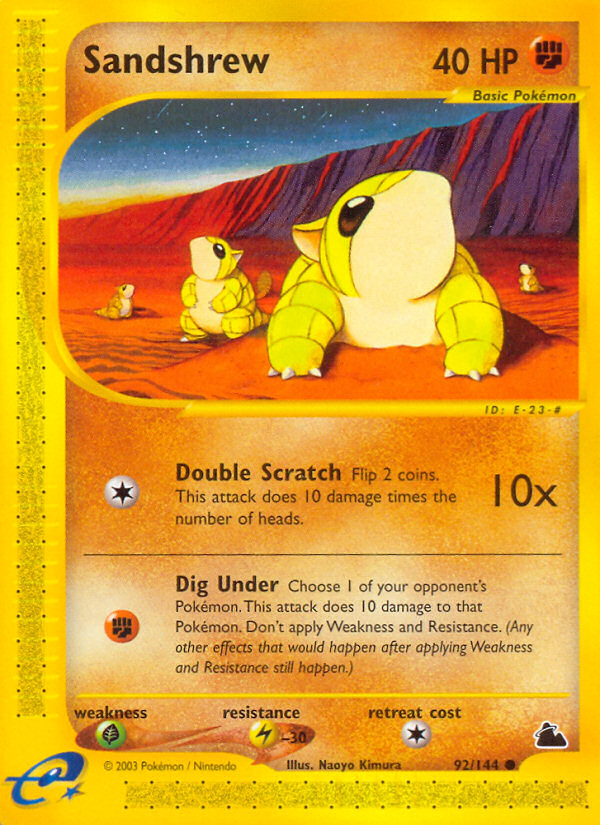 Sandshrew 40 HP
Basic Pokémon
ID: E-23-#
Double Scratch Flip 2 coins.
This attack does 10 damage times the
number of heads.
10x
Dig Under Choose 1 of your opponent's
Pokémon. This attack does 10 damage to that
Pokémon. Don't apply Weakness and Resistance. (Any
other effects that would happen after applying Weakness
and Resistance still happen.)
weakness resistance retreat cost
-30
© 2003 Pokémon / Nintendo Illus. Naoyo Kimura 92/144
e